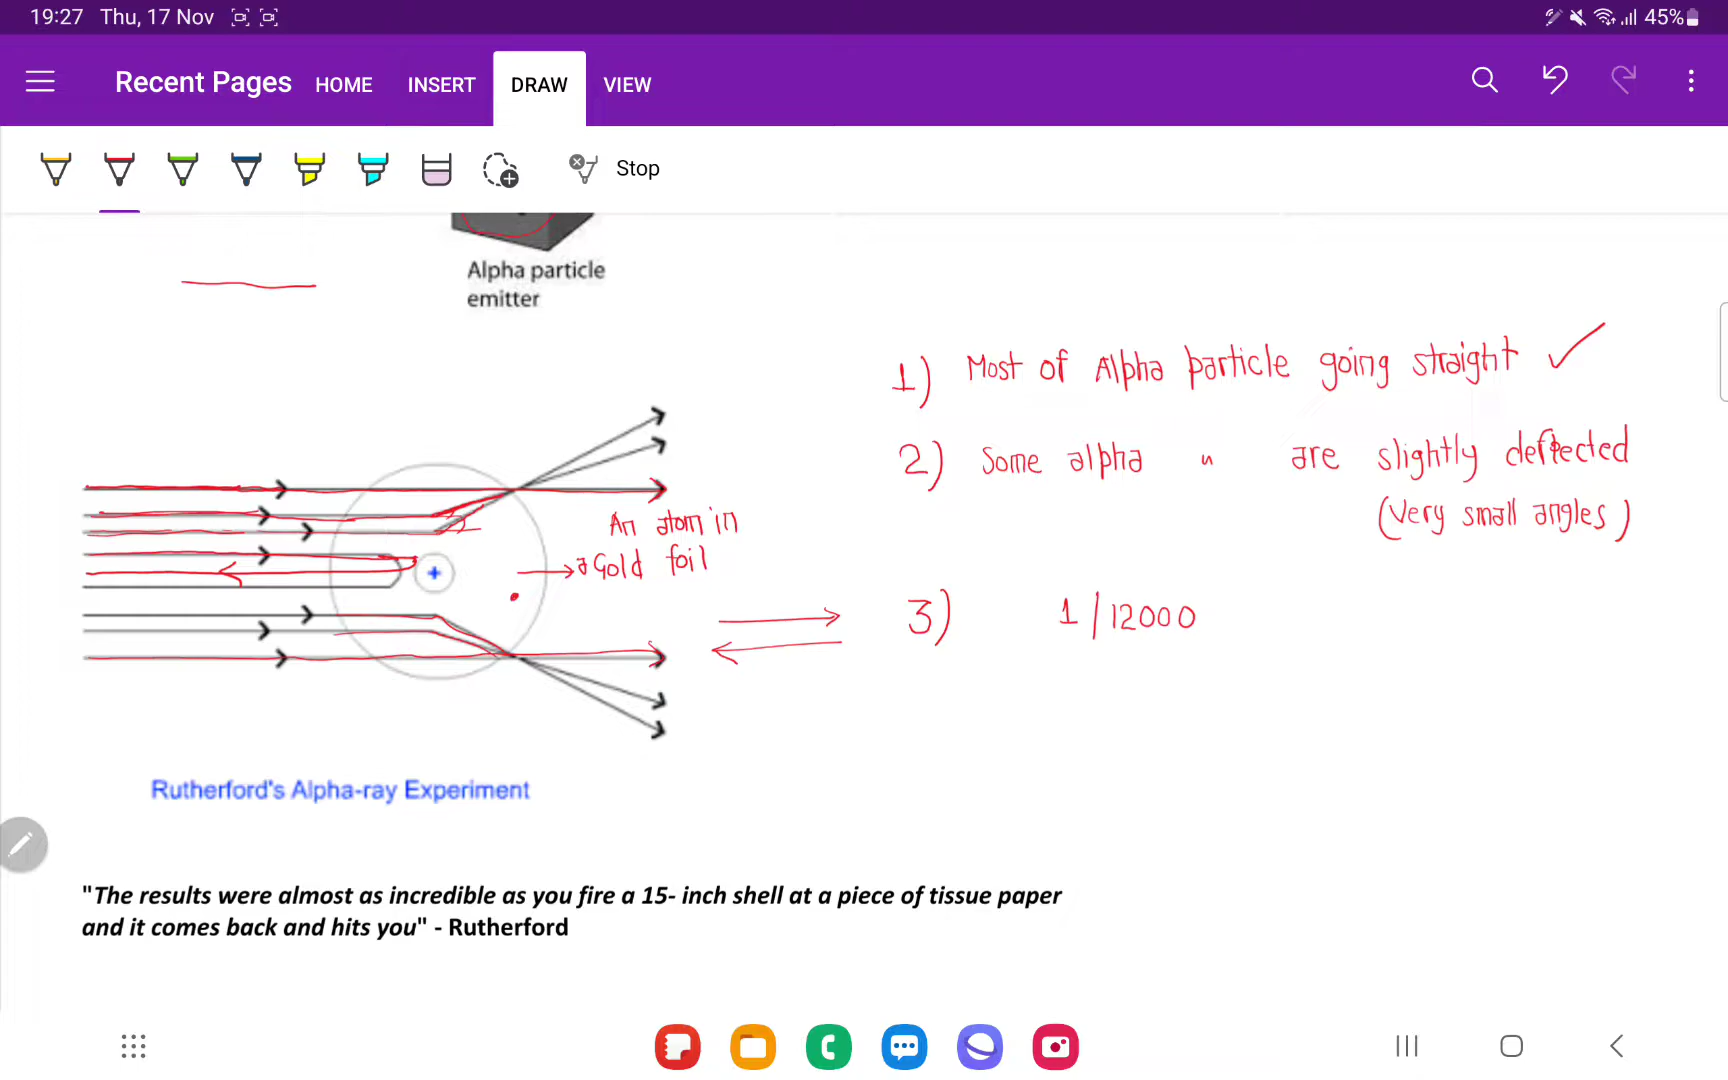 19:27 Thu, 17 Nov 45%
Recent Pages HOME INSERT DRAW VIEW
Stop
Alpha particle
emitter
1) Most of Alpha particle going straight ✓
2) Some alpha " are slightly deflected
(very small angles)
An atom in
a Gold foil
+
3) 1/12000
Rutherford's Alpha-ray Experiment
"The results were almost as incredible as you fire a 15- inch shell at a piece of tissue paper
and it comes back and hits you" - Rutherford